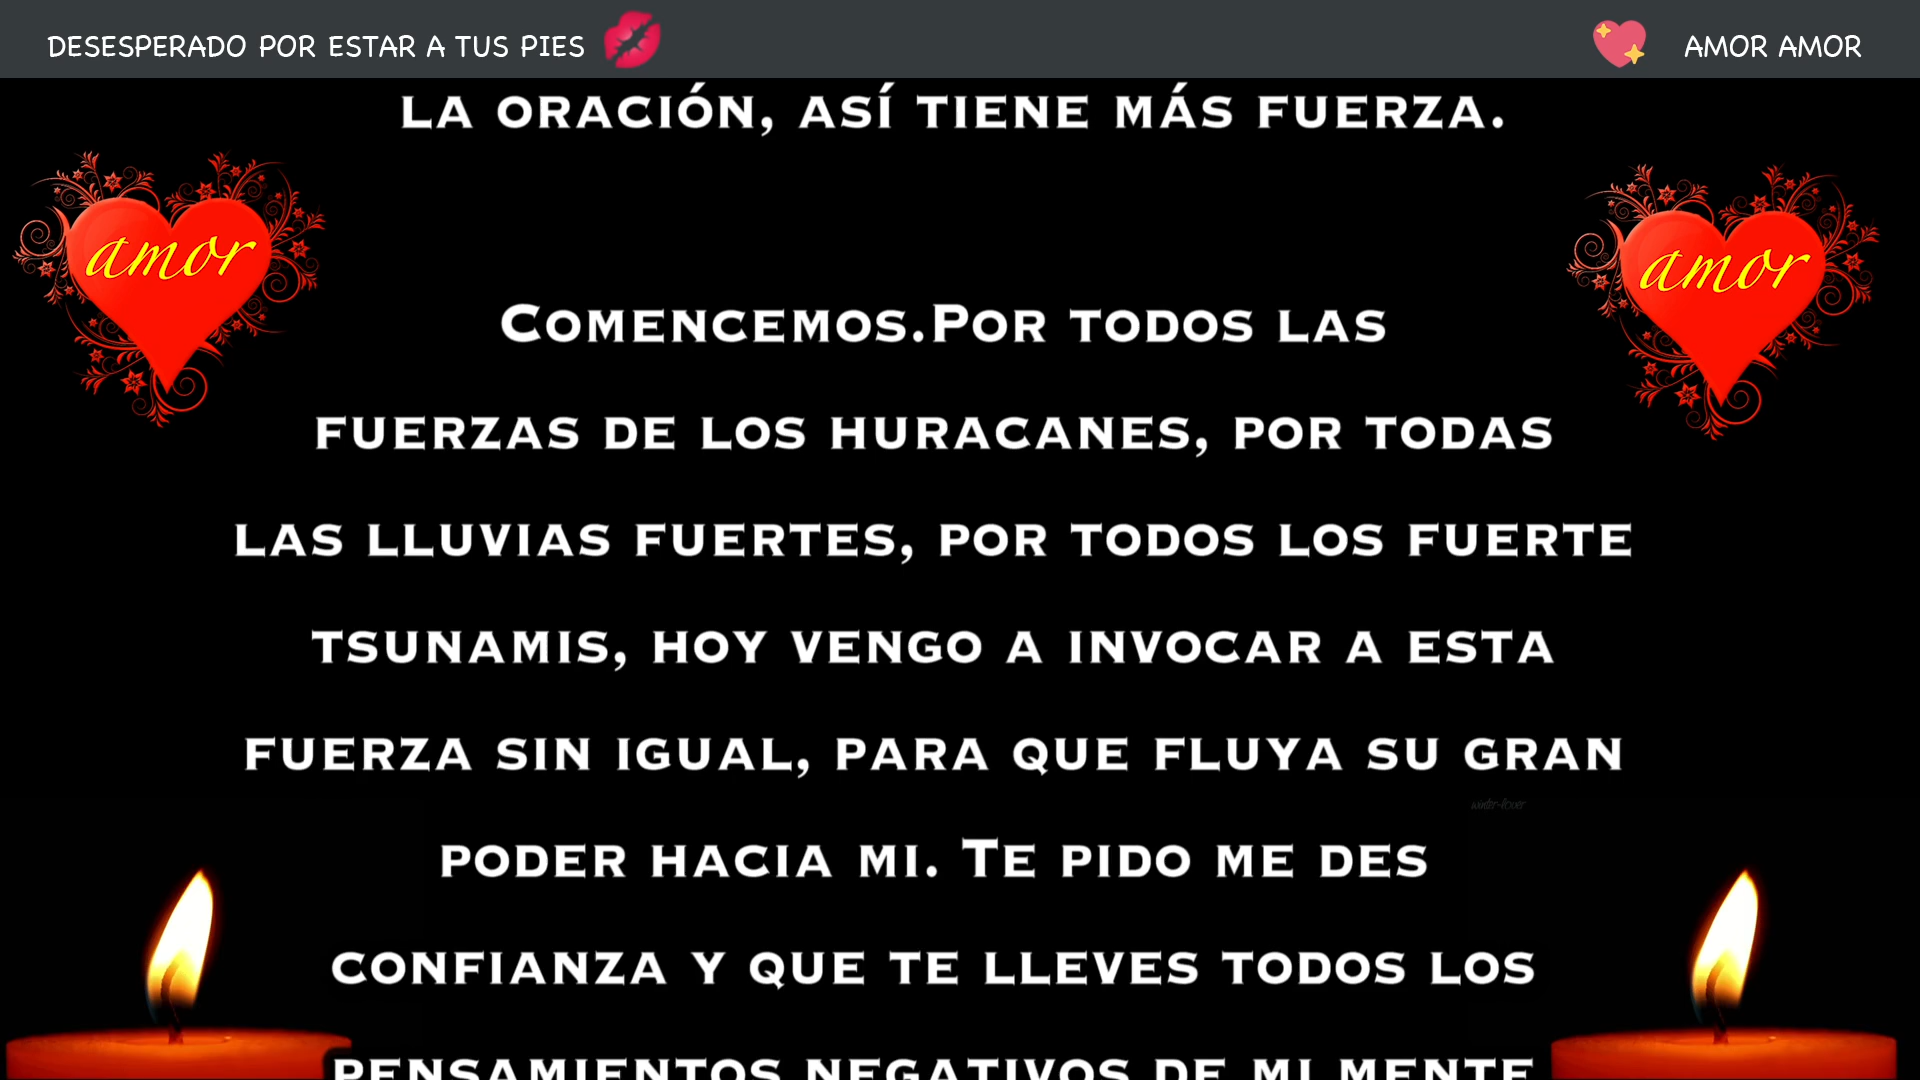 DESESPERADO POR ESTAR A TUS PIES
AMOR AMOR
LA ORACIÓN, ASÍ TIENE MÁS FUERZA.
amor
amor
COMENCEMOS.POR TODOS LAS
FUERZAS DE LOS HURACANES, POR TODAS
LAS LLUVIAS FUERTES, POR TODOS LOS FUERTE
TSUNAMIS, HOY VENGO A INVOCAR A ESTA
FUERZA SIN IGUAL, PARA QUE FLUYA SU GRAN
winter-flower
PODER HACIA MI. TE PIDO ME DES
CONFIANZA Y QUE TE LLEVES TODOS LOS
PENSAMIENTOS NEGATIVOS DE MI MENTE